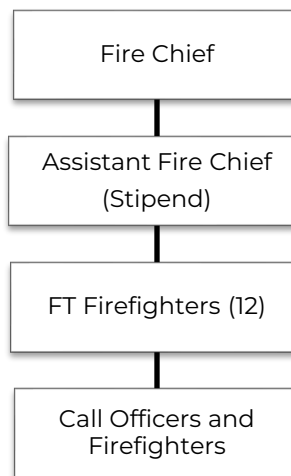 Fire Chief
Assistant Fire Chief
(Stipend)
FT Firefighters (12)
Call Officers and
Firefighters